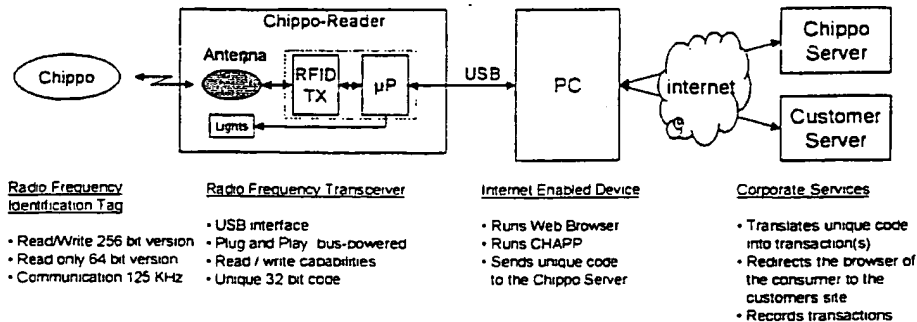 Chippo-Reader
Chippo
Antenna
RFID
TX
µP
Lights
USB
PC
internet
Chippo
Server
Customer
Server
Radio Frequency
Identification Tag
• Read/Write 256 bit version
• Read only 64 bit version
• Communication 125 KHz
Radio Frequency Transceiver
• USB interface
• Plug and Play bus-powered
• Read / write capabilities
• Unique 32 bit code
Internet Enabled Device
• Runs Web Browser
• Runs CHAPP
• Sends unique code
to the Chippo Server
Corporate Services
• Translates unique code
into transaction(s)
• Redirects the browser of
the consumer to the
customers site
• Records transactions